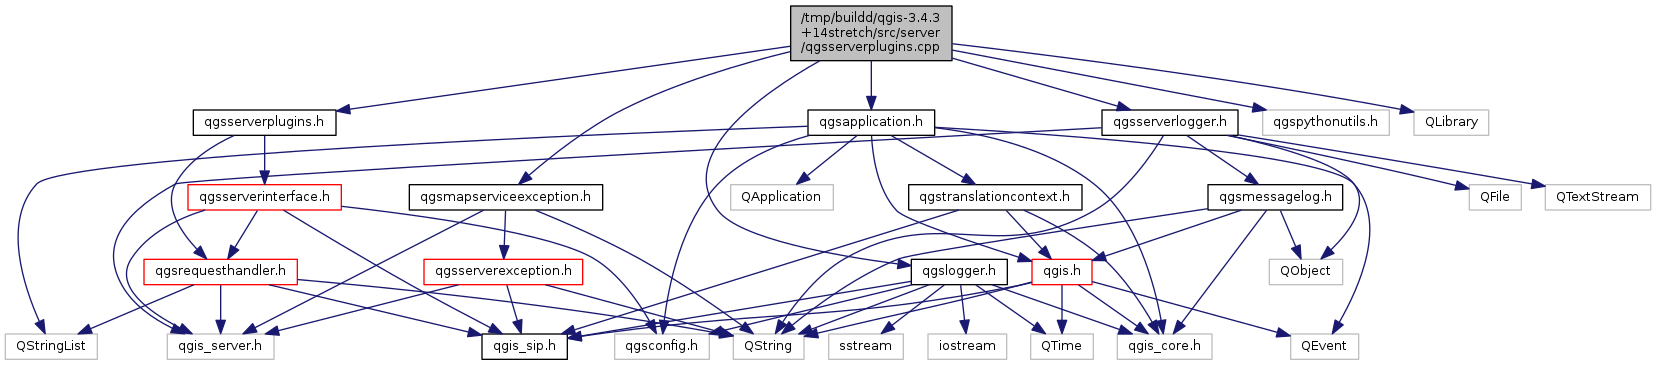 /tmp/buildd/qgis-3.4.3
+14stretch/src/server
/qgsserverplugins.cpp
qgsserverplugins.h
qgsapplication.h
qgsserverlogger.h
qgspythonutils.h
QLibrary
qgsserverinterface.h
qgsmapserviceexception.h
QApplication
qgstranslationcontext.h
qgsmessagelog.h
QFile
QTextStream
qgsrequesthandler.h
qgsserverexception.h
qgslogger.h
qgis.h
QObject
QStringList
qgis_server.h
qgis_sip.h
qgsconfig.h
QString
sstream
iostream
QTime
qgis_core.h
QEvent